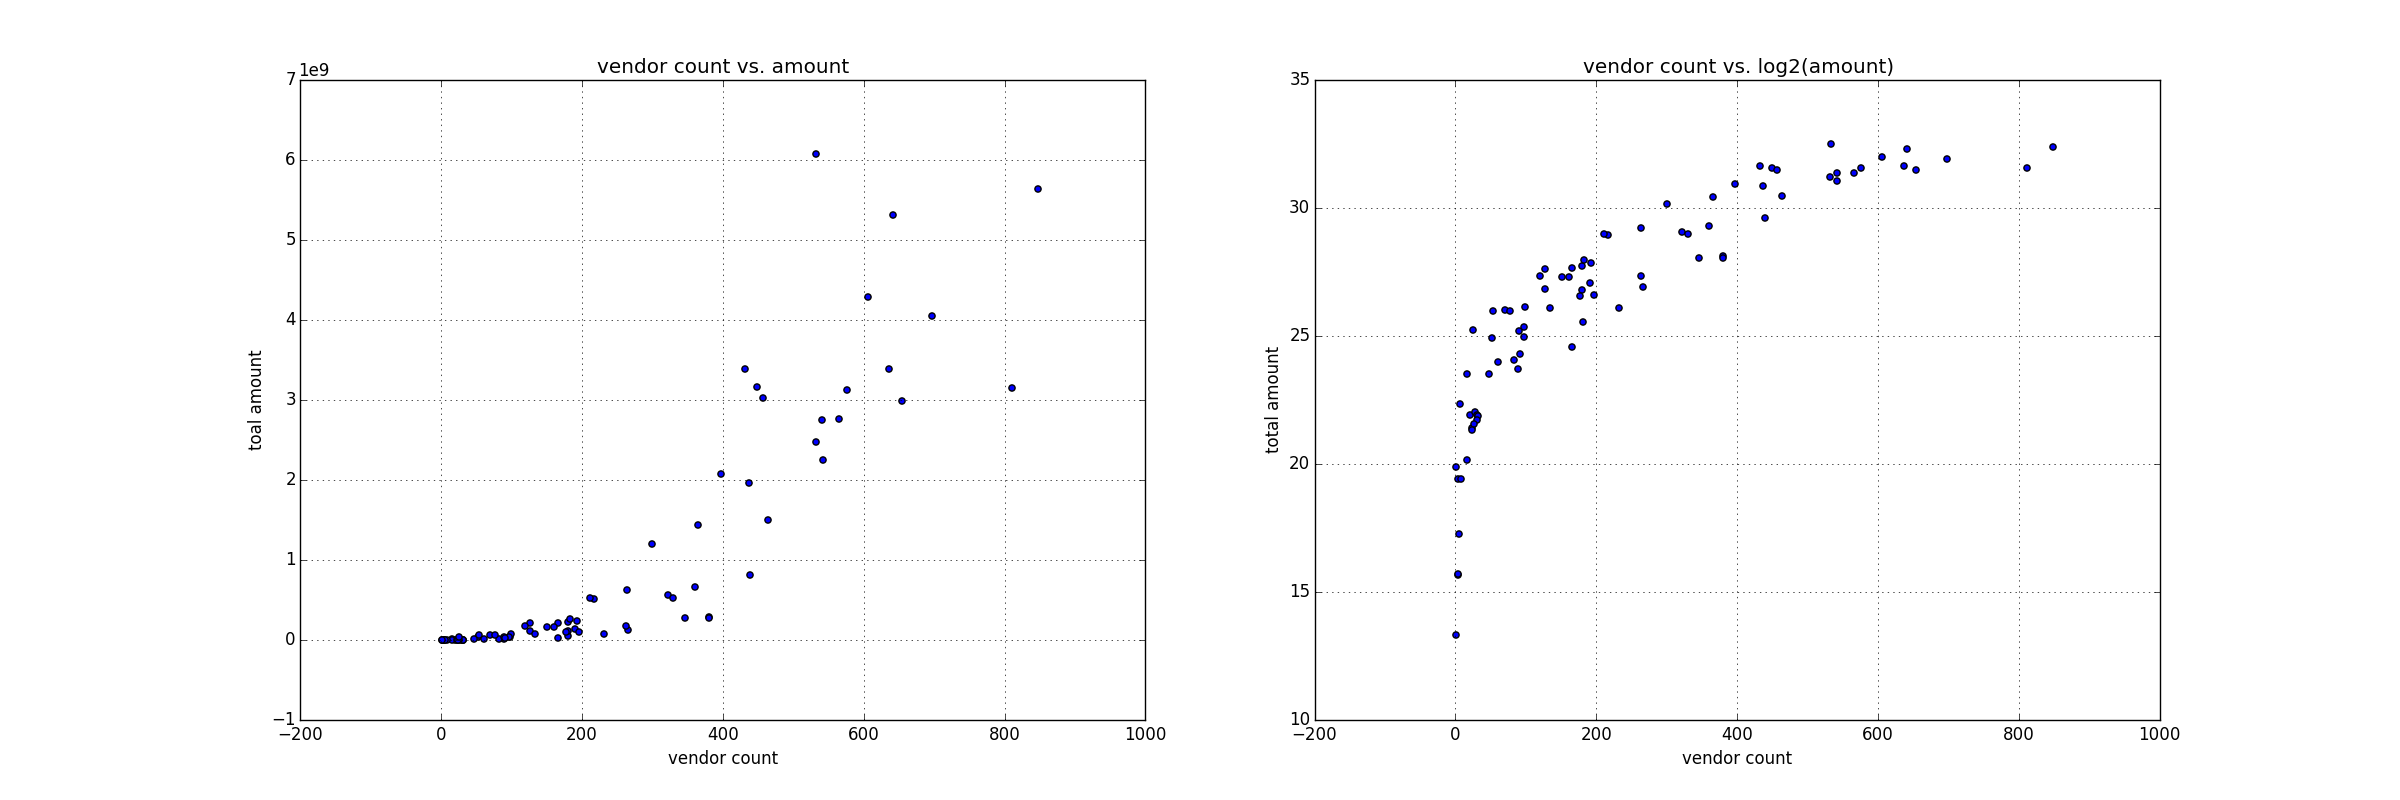 vendor count vs. amount
1e9
7
6
5
4
3
2
1
0
−1
toal amount
−200 0 200 400 600 800 1000
vendor count
vendor count vs. log2(amount)
35
30
25
20
15
10
total amount
−200 0 200 400 600 800 1000
vendor count